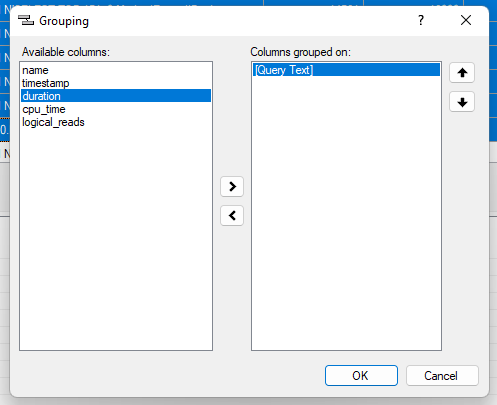 Grouping
?
Available columns:
name
timestamp
duration
cpu_time
logical_reads
Columns grouped on:
[Query Text]
OK
Cancel